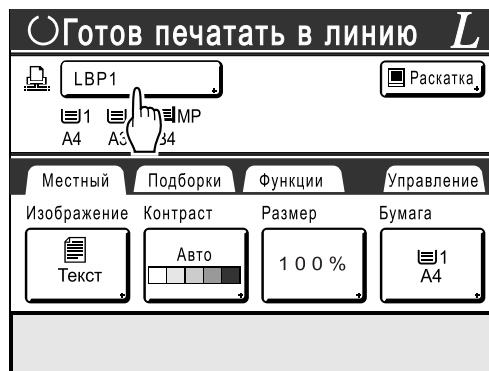 Готов печатать в линию L
LBP1
Раскатка
1 MP
A4 A3 B4
Местный Подборки Функции Управление
Изображение Контраст Размер Бумага
Текст
Авто
100%
1
A4